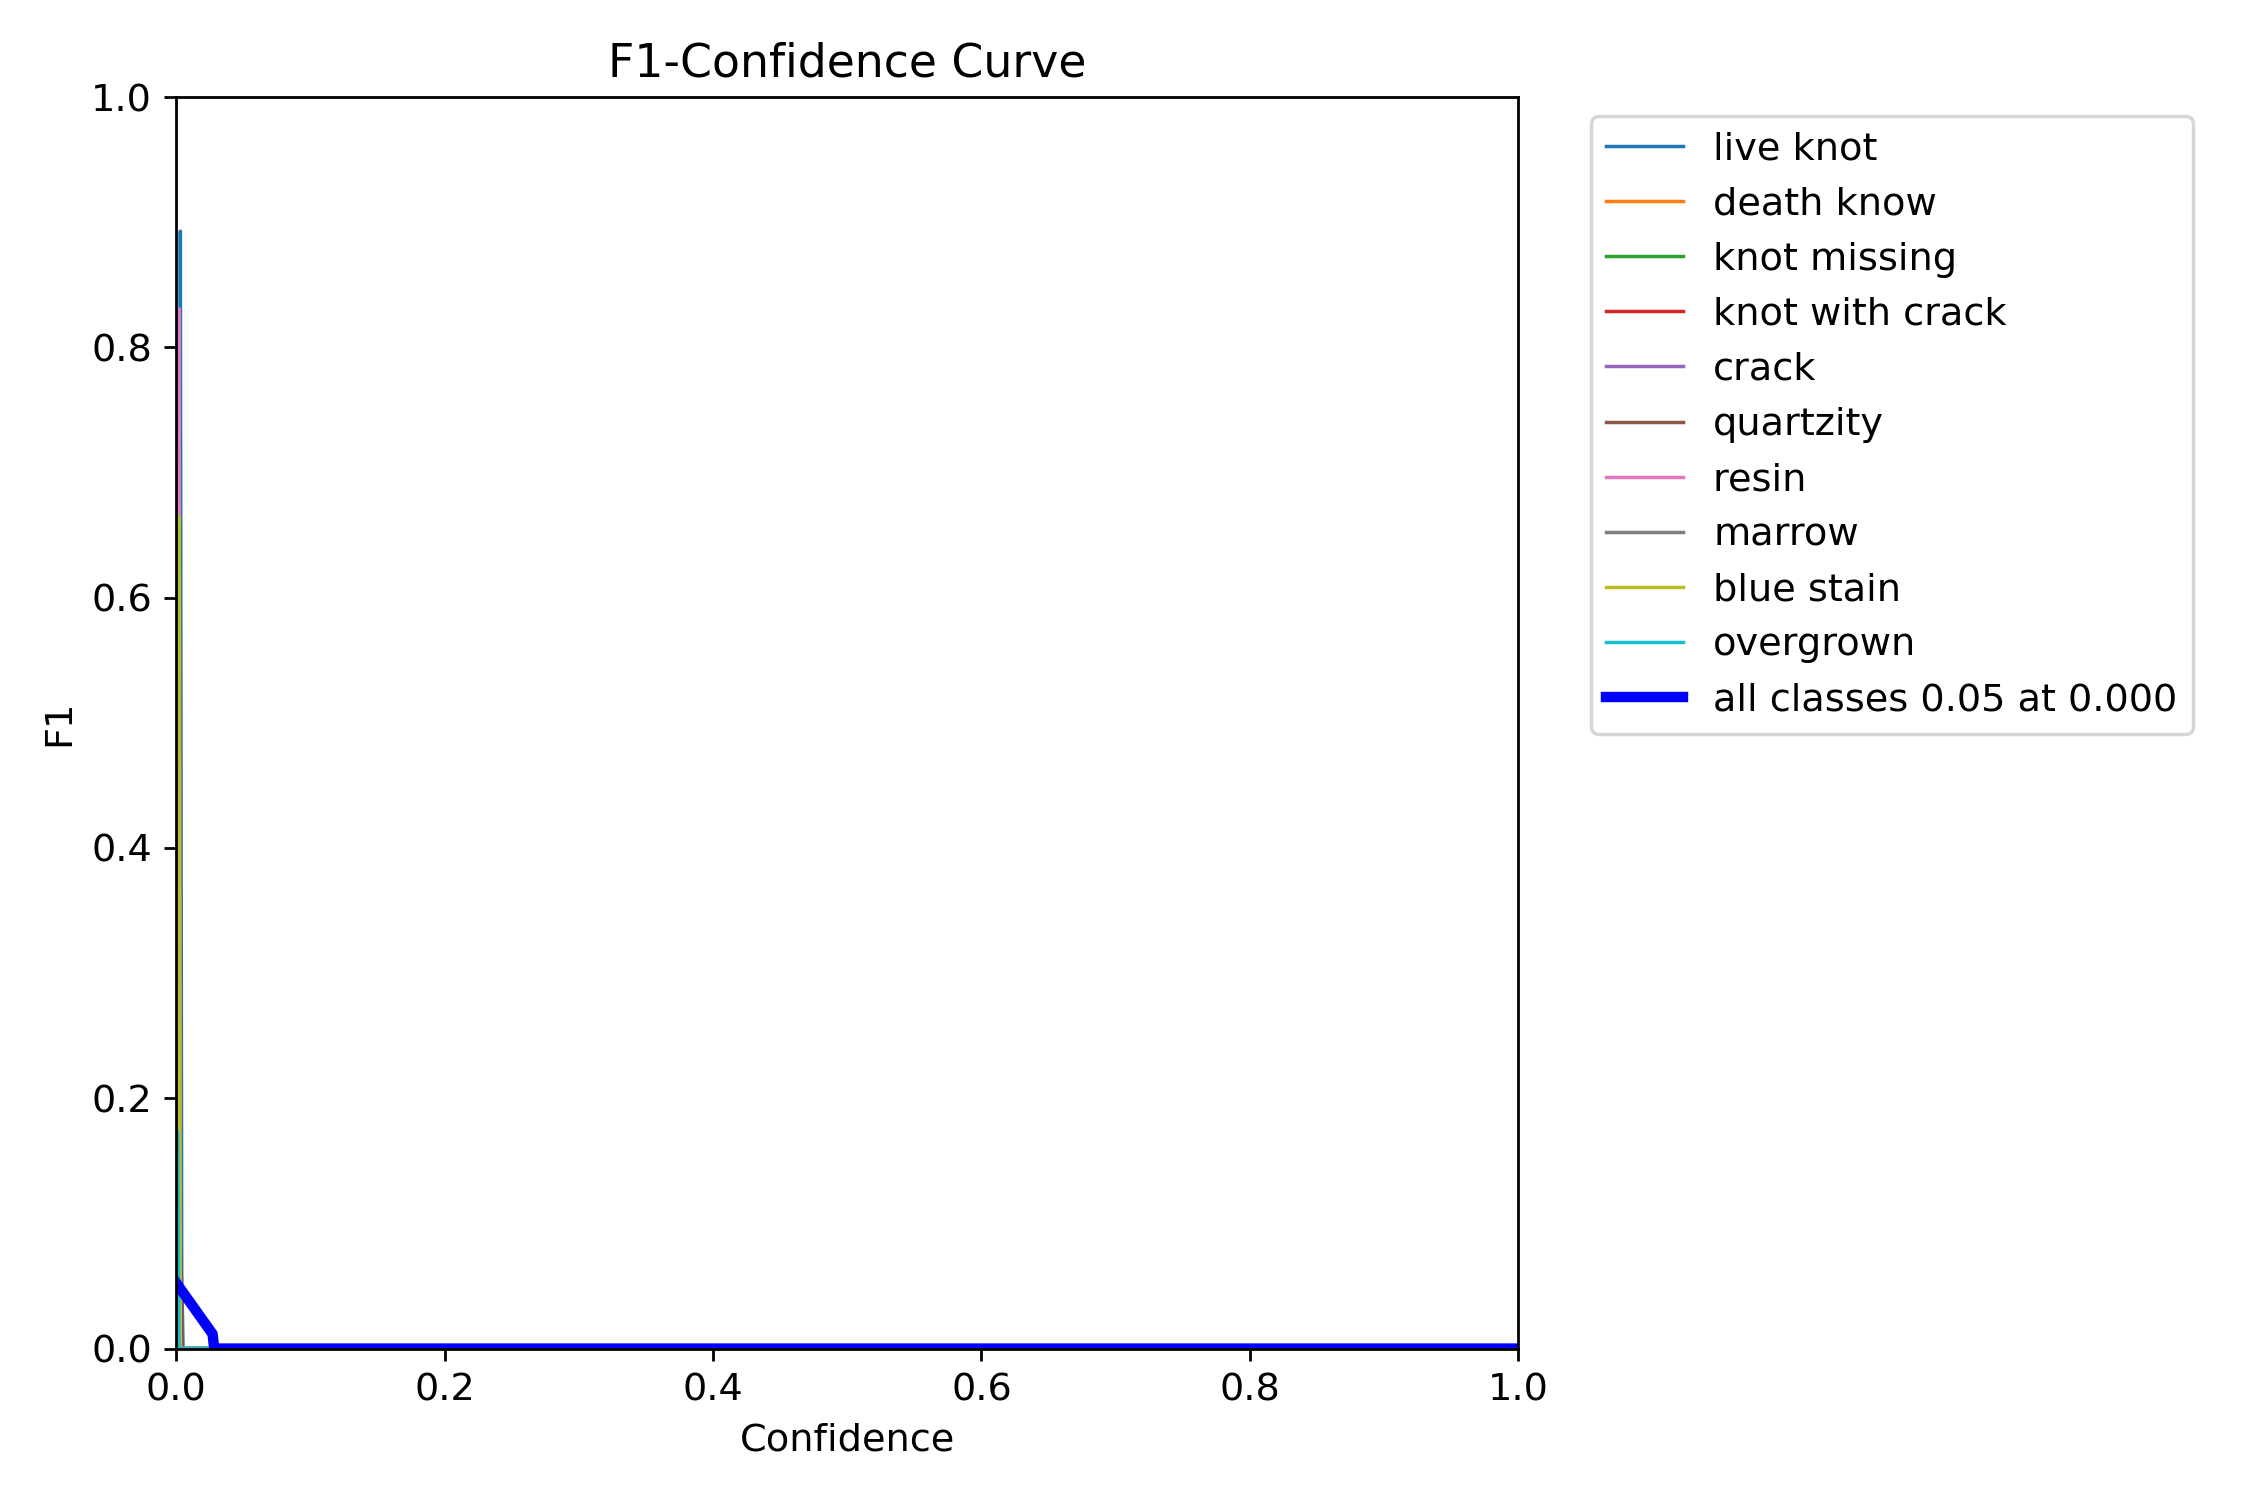 F1-Confidence Curve
1.0
0.8
0.6
0.4
0.2
0.0
F1
0.0 0.2 0.4 0.6 0.8 1.0
Confidence
live knot
death know
knot missing
knot with crack
crack
quartzity
resin
marrow
blue stain
overgrown
all classes 0.05 at 0.000